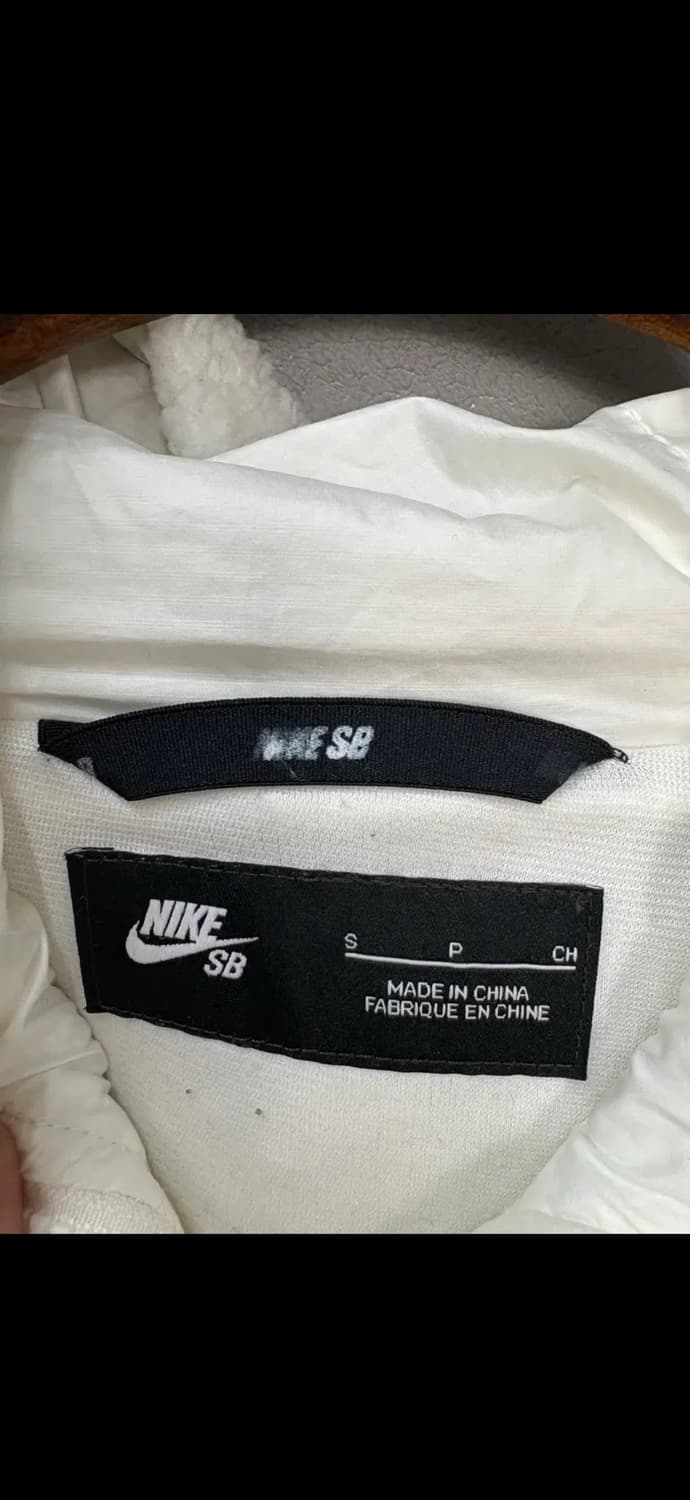 NIKE SB
NIKE
SB
S P CH
MADE IN CHINA
FABRIQUE EN CHINE